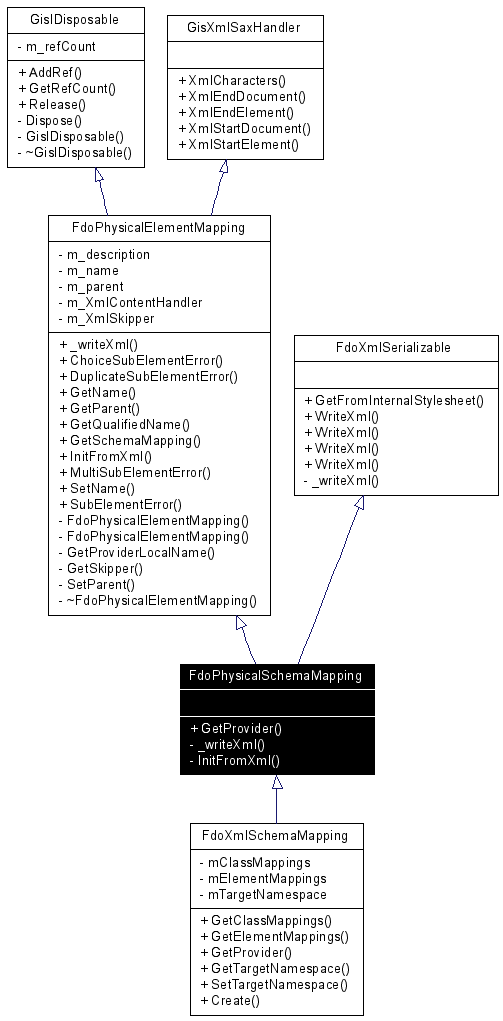 GisIDisposable
- m_refCount
+ AddRef()
+ GetRefCount()
+ Release()
- Dispose()
- GisIDisposable()
- ~GisIDisposable()
GisXmlSaxHandler
+ XmlCharacters()
+ XmlEndDocument()
+ XmlEndElement()
+ XmlStartDocument()
+ XmlStartElement()
FdoPhysicalElementMapping
- m_description
- m_name
- m_parent
- m_XmlContentHandler
- m_XmlSkipper
+ _writeXml()
+ ChoiceSubElementError()
+ DuplicateSubElementError()
+ GetName()
+ GetParent()
+ GetQualifiedName()
+ GetSchemaMapping()
+ InitFromXml()
+ MultiSubElementError()
+ SetName()
+ SubElementError()
- FdoPhysicalElementMapping()
- FdoPhysicalElementMapping()
- GetProviderLocalName()
- GetSkipper()
- SetParent()
- ~FdoPhysicalElementMapping()
FdoXmlSerializable
+ GetFromInternalStylesheet()
+ WriteXml()
+ WriteXml()
+ WriteXml()
+ WriteXml()
- _writeXml()
FdoPhysicalSchemaMapping
+ GetProvider()
- _writeXml()
- InitFromXml()
FdoXmlSchemaMapping
- mClassMappings
- mElementMappings
- mTargetNamespace
+ GetClassMappings()
+ GetElementMappings()
+ GetProvider()
+ GetTargetNamespace()
+ SetTargetNamespace()
+ Create()